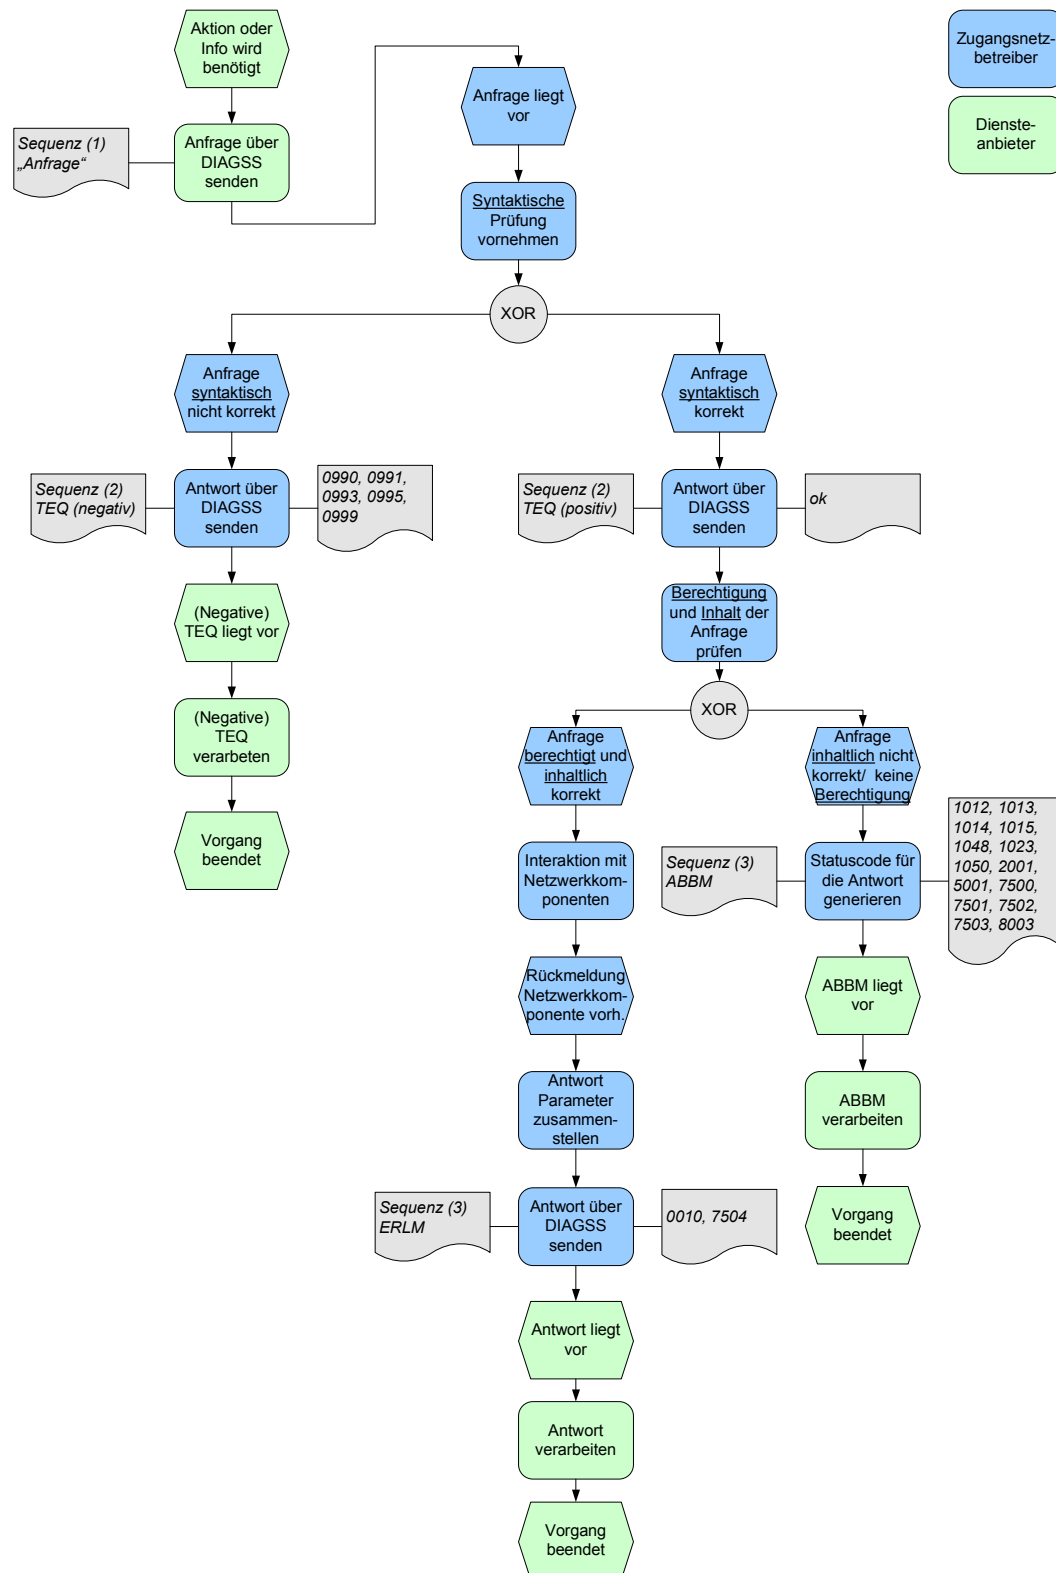 Aktion oder
Info wird
benötigt
Zugangsnetz-
betreiber
Anfrage liegt
vor
Dienste-
anbieter
Sequenz (1)
„Anfrage“
Anfrage über
DIAGSS
senden
Syntaktische
Prüfung
vornehmen
XOR
Anfrage
syntaktisch
nicht korrekt
Anfrage
syntaktisch
korrekt
Sequenz (2)
TEQ (negativ)
Antwort über
DIAGSS
senden
0990, 0991,
0993, 0995,
0999
Sequenz (2)
TEQ (positiv)
Antwort über
DIAGSS
senden
ok
(Negative)
TEQ liegt vor
Berechtigung
und Inhalt der
Anfrage
prüfen
(Negative)
TEQ
verarbeten
XOR
Anfrage
berechtigt und
inhaltlich
korrekt
Anfrage
inhaltlich nicht
korrekt/ keine
Berechtigung
Vorgang
beendet
Interaktion mit
Netzwerkkom-
ponenten
Sequenz (3)
ABBM
Statuscode für
die Antwort
generieren
1012, 1013,
1014, 1015,
1048, 1023,
1050, 2001,
5001, 7500,
7501, 7502,
7503, 8003
Rückmeldung
Netzwerkkom-
ponente vorh.
ABBM liegt
vor
Antwort
Parameter
zusammen-
stellen
ABBM
verarbeiten
Sequenz (3)
ERLM
Antwort über
DIAGSS
senden
0010, 7504
Vorgang
beendet
Antwort liegt
vor
Antwort
verarbeiten
Vorgang
beendet